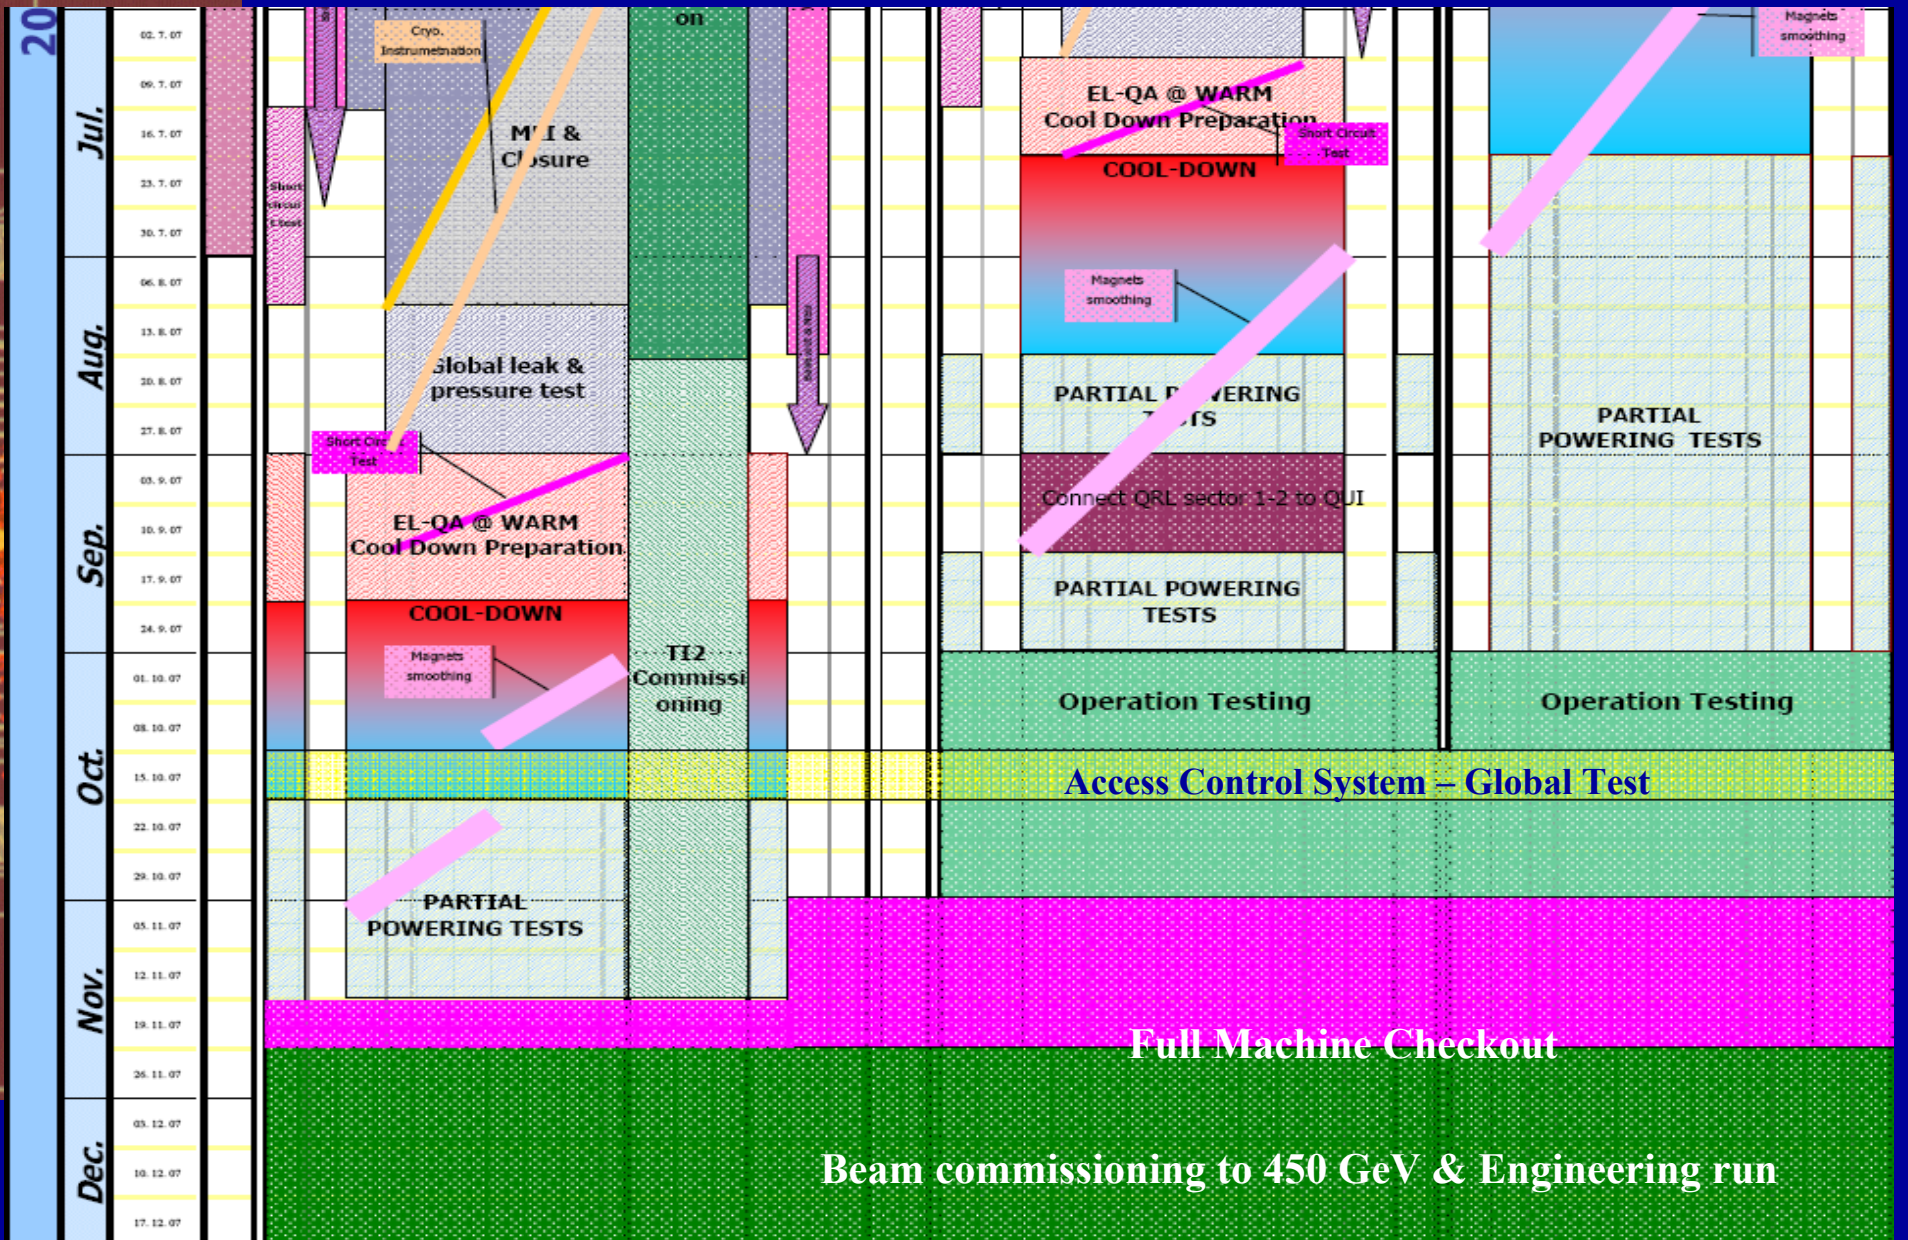 20
Jul.
Aug.
Sep.
Oct.
Nov.
Dec.
02. 7. 07
09. 7. 07
16. 7. 07
23. 7. 07
30. 7. 07
06. 8. 07
13. 8. 07
20. 8. 07
27. 8. 07
03. 9. 07
10. 9. 07
17. 9. 07
24. 9. 07
01. 10. 07
08. 10. 07
15. 10. 07
22. 10. 07
29. 10. 07
05. 11. 07
12. 11. 07
19. 11. 07
26. 11. 07
03. 12. 07
10. 12. 07
17. 12. 07
Short
circui
t test
Cryo.
Instrumetnation
Closure
Global leak &
pressure test
Short Circuit
Test
EL-QA @ WARM
Cool Down Preparation
COOL-DOWN
Magnets
smoothing
PARTIAL
POWERING TESTS
on
TI2
Commissi
oning
EL-QA @ WARM
Cool Down Preparation
Short Circuit
Test
COOL-DOWN
Magnets
smoothing
PARTIAL POWERING
TESTS
Connect QRL sector 1-2 to QUI
PARTIAL POWERING
TESTS
Operation Testing
Magnets
smoothing
PARTIAL
POWERING TESTS
Operation Testing
Access Control System – Global Test
Full Machine Checkout
Beam commissioning to 450 GeV & Engineering run